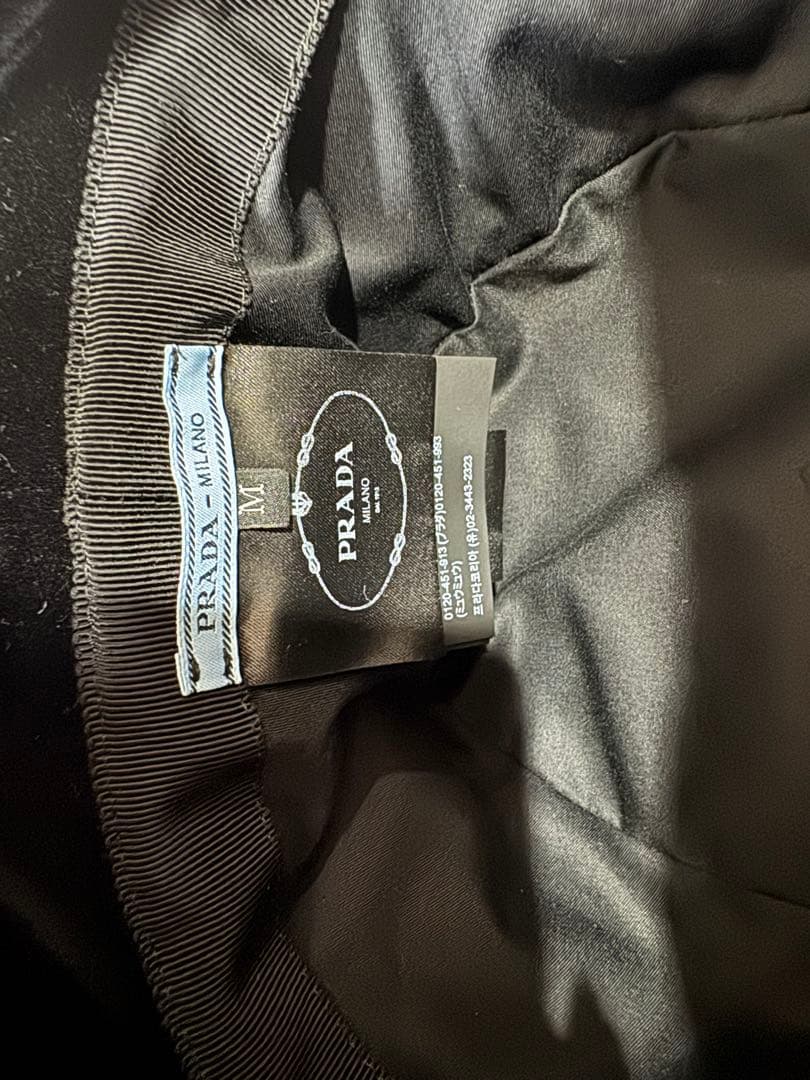 PRADA - MILANO
M
PRADA
MILANO
0120-451-913 (プラダ)0120-451-993
(ミュウミュウ)
프라다코리아 (유)02-3443-2323